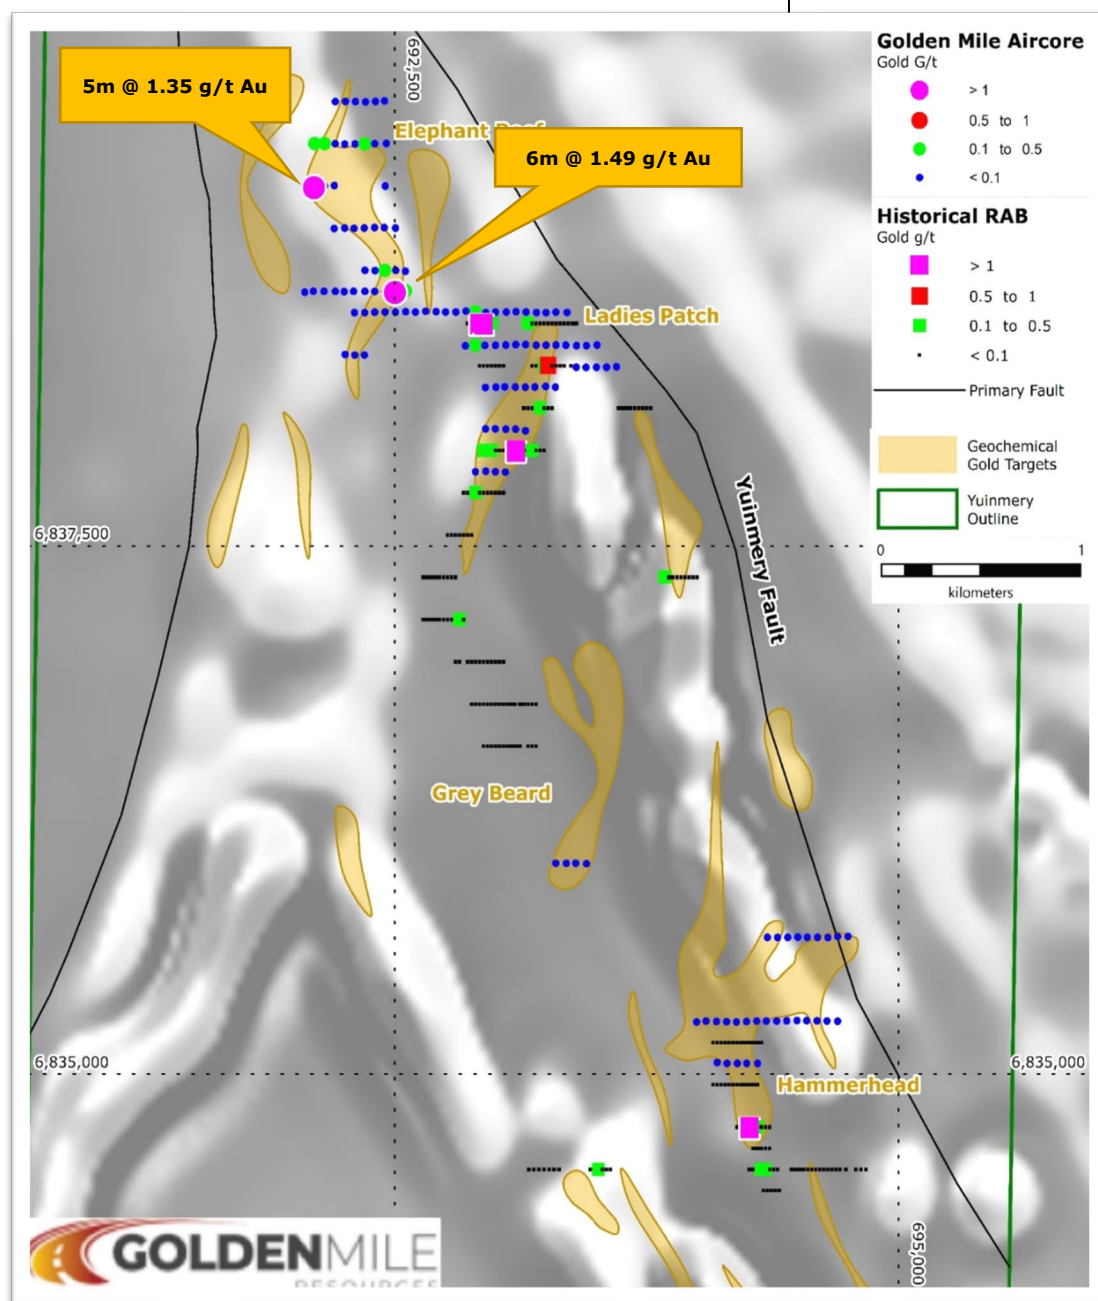 5m @ 1.35 g/t Au
692,500
Elephant Reef
6m @ 1.49 g/t Au
Ladies Patch
6,837,500
Yuinmery Fault
Grey Beard
6,835,000
6,835,000
Hammerhead
695,000
GOLDENMILE
RESOURCES
Golden Mile Aircore
Gold G/t
> 1
0.5 to 1
0.1 to 0.5
< 0.1
Historical RAB
Gold g/t
> 1
0.5 to 1
0.1 to 0.5
< 0.1
Primary Fault
Geochemical
Gold Targets
Yuinmery
Outline
0 1
kilometers